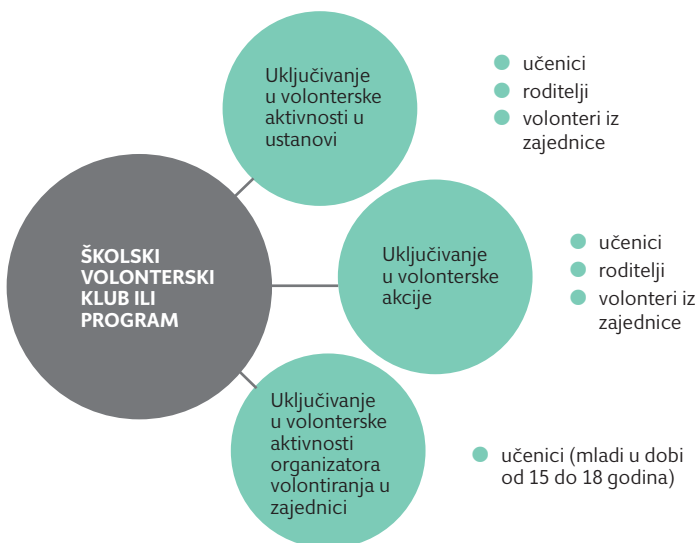 Uključivanje
u volonterske
aktivnosti u
ustanovi
učenici
roditelji
volonteri iz
zajednice
ŠKOLSKI
VOLONTERSKI
KLUB ILI
PROGRAM
Uključivanje
u volonterske
akcije
učenici
roditelji
volonteri iz
zajednice
Uključivanje
u volonterske
aktivnosti
organizatora
volontiranja u
zajednici
učenici (mladi u dobi
od 15 do 18 godina)